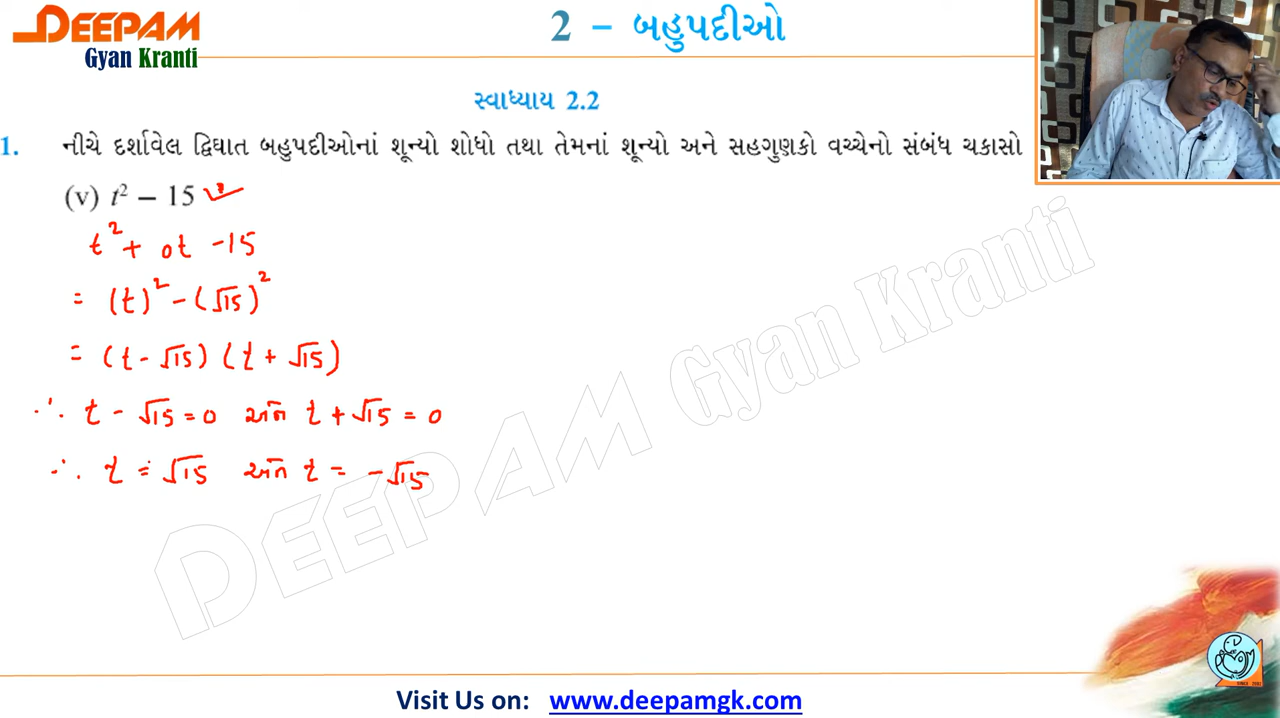 DEEPAM
Gyan Kranti
2 – બહુપદીઓ
સ્વાધ્યાય 2.2
1. નીચે દર્શાવેલ દ્વિઘાત બહુપદીઓનાં શૂન્યો શોધો તથા તેમનાં શૂન્યો અને સહગુણકો વચ્ચેનો સંબંધ ચકાસો
(v) t² – 15
t² + 0t - 15
= (t)² - (√15)²
= (t - √15) (t + √15)
∴ t - √15 = 0 અને t + √15 = 0
∴ t = √15 અને t = -√15
DEEPAM Gyan Kranti
Visit Us on: www.deepamgk.com